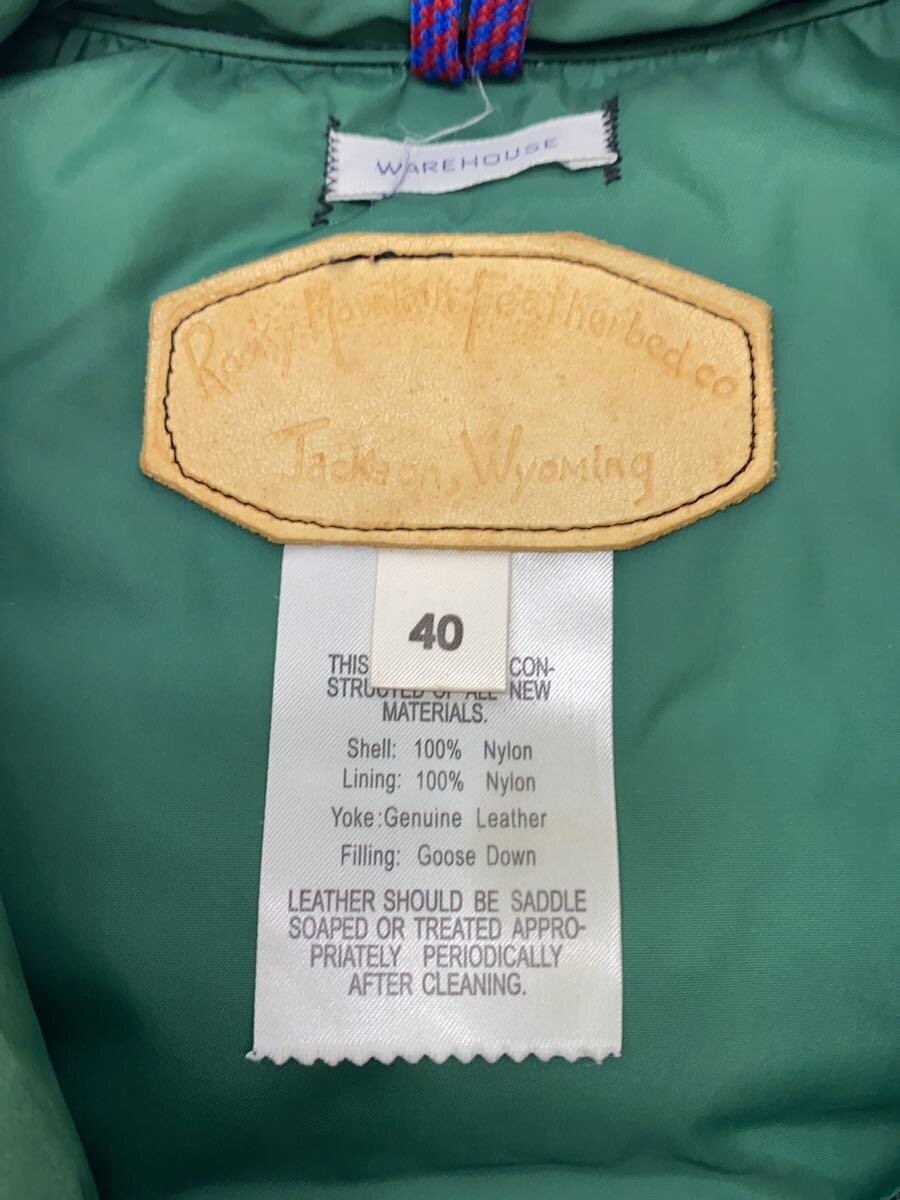 WAREHOUSE
Rocky Mountain Featherbed.co
Jackson, Wyoming
40
THIS CON-
STRUCTED OF ALL NEW
MATERIALS.
Shell: 100% Nylon
Lining: 100% Nylon
Yoke:Genuine Leather
Filling: Goose Down
LEATHER SHOULD BE SADDLE
SOAPED OR TREATED APPRO-
PRIATELY PERIODICALLY
AFTER CLEANING.